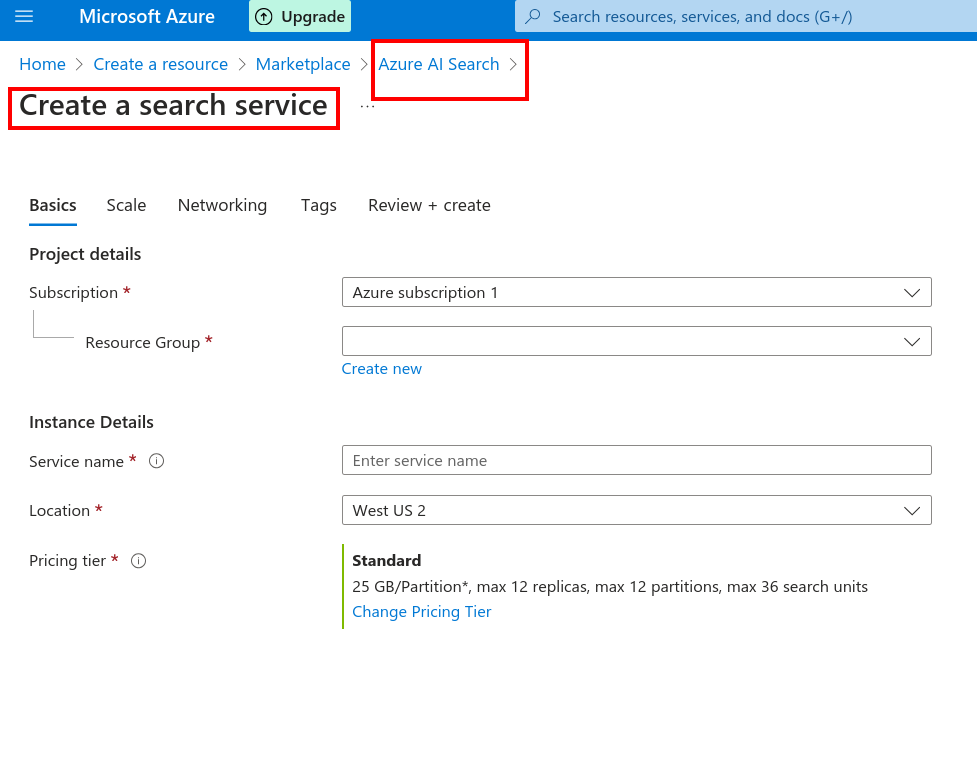 Microsoft Azure Upgrade Search resources, services, and docs (G+/)
Home > Create a resource > Marketplace > Azure AI Search >
Create a search service ...
Basics Scale Networking Tags Review + create
Project details
Subscription * Azure subscription 1
Resource Group *
Create new
Instance Details
Service name * Enter service name
Location * West US 2
Pricing tier * Standard
25 GB/Partition*, max 12 replicas, max 12 partitions, max 36 search units
Change Pricing Tier